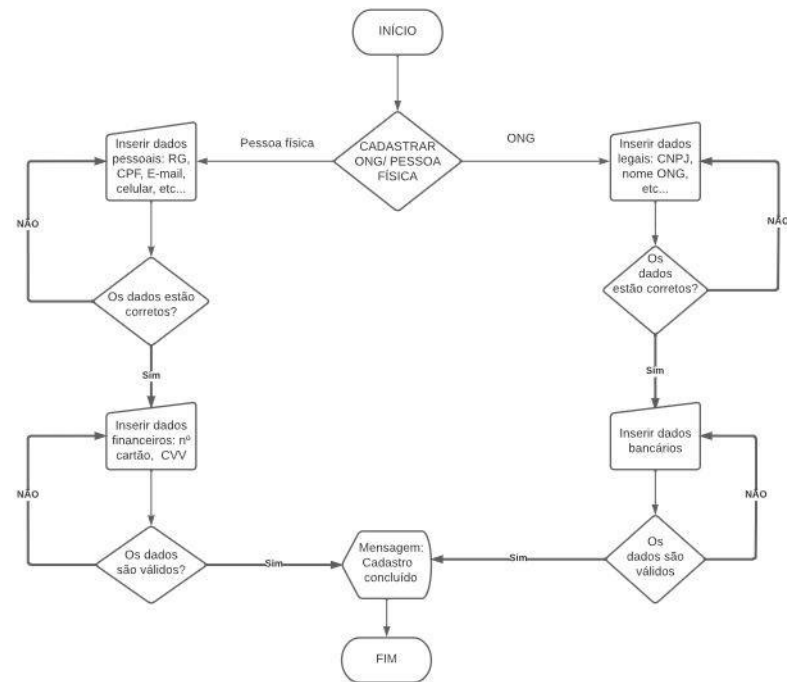 INÍCIO
Pessoa física
CADASTRAR
ONG/ PESSOA
FÍSICA
ONG
Inserir dados
pessoais: RG,
CPF, E-mail,
celular, etc...
Inserir dados
legais: CNPJ,
nome ONG,
etc...
NÃO
NÃO
Os dados estão
corretos?
Os
dados
estão corretos?
Sim
Sim
Inserir dados
financeiros: nº
cartão, CVV
Inserir dados
bancários
NÃO
NÃO
Os dados
são válidos?
Sim
Mensagem:
Cadastro
concluído
Sim
Os
dados são
válidos
FIM